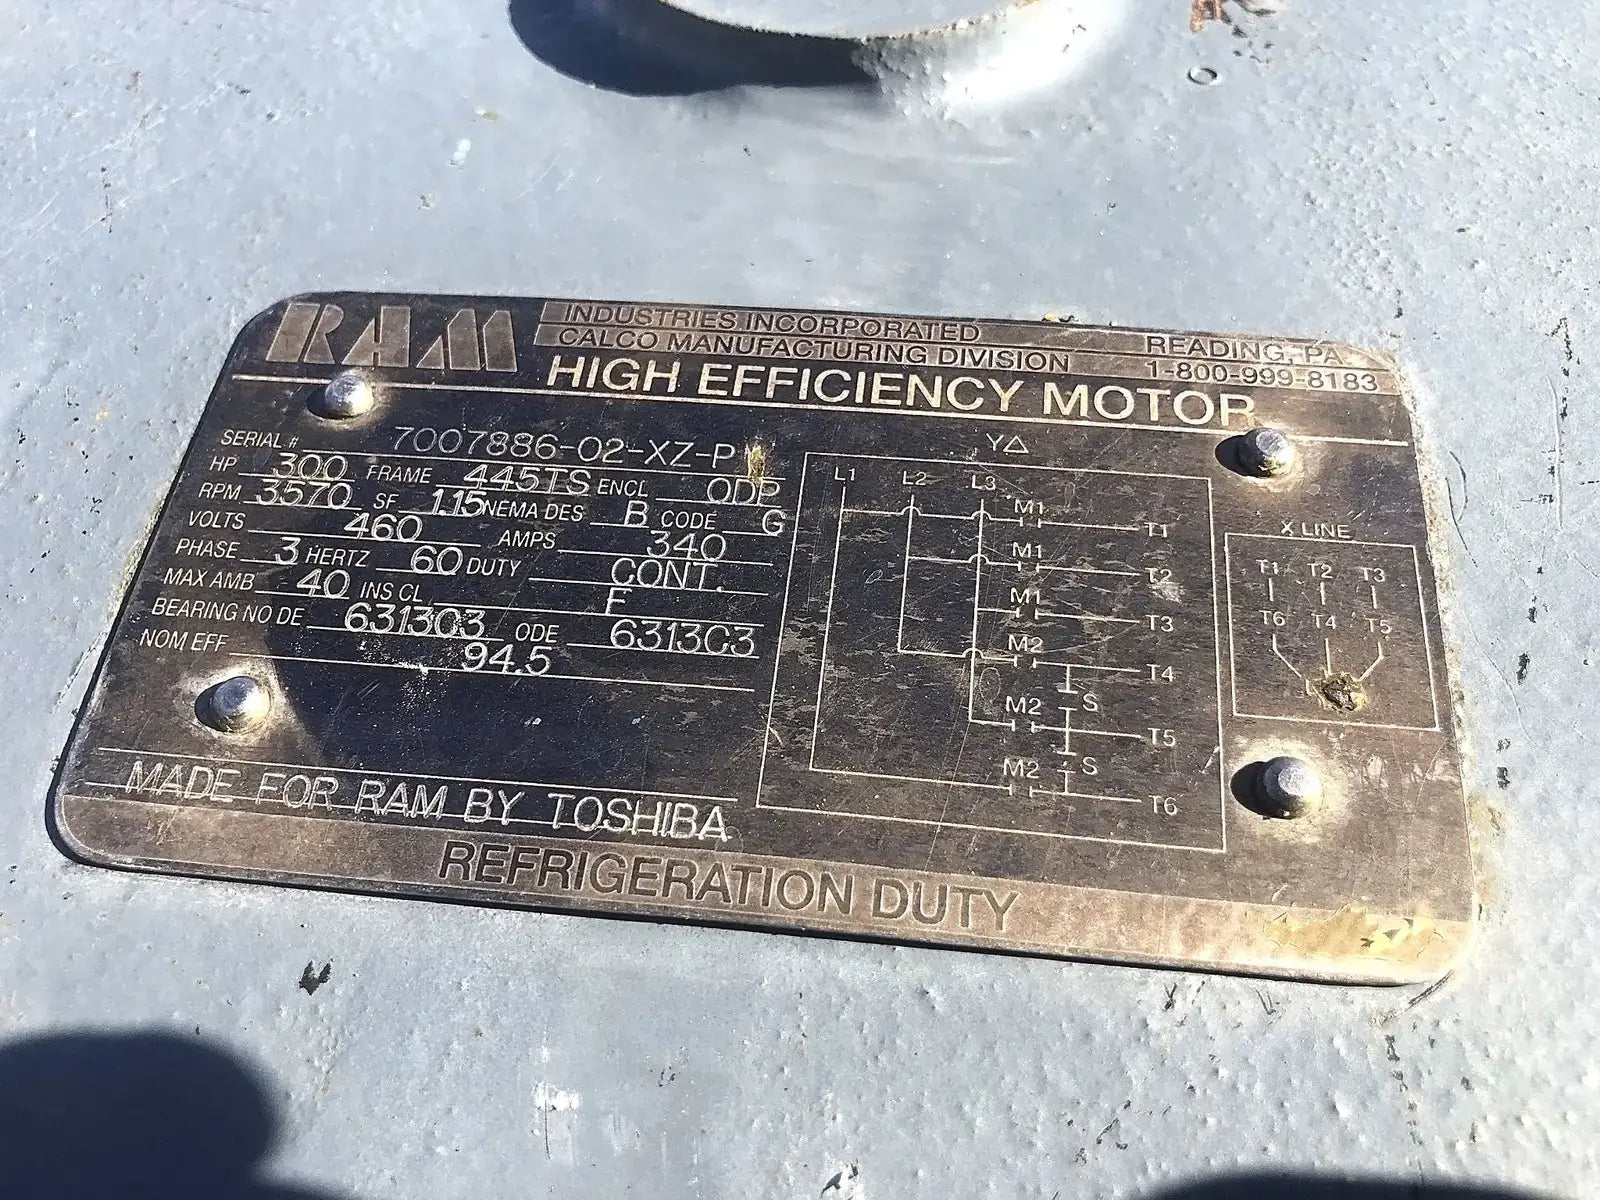 RAM INDUSTRIES INCORPORATED READING, PA
CALCO MANUFACTURING DIVISION 1-800-999-8183
HIGH EFFICIENCY MOTOR
SERIAL # 7007886-02-XZ-P
HP 300 FRAME 445TS ENCL ODP
RPM 3570 SF 1.15 NEMA DES B CODE G
VOLTS 460 AMPS 340
PHASE 3 HERTZ 60 DUTY CONT.
MAX AMB 40 INS CL F
BEARING NO DE 6313C3 ODE 6313C3
NOM EFF 94.5
MADE FOR RAM BY TOSHIBA
REFRIGERATION DUTY
Y△
L1 L2 L3
M1 T1
M1 T2
M1 T3
M2 T4
S
M2 T5
M2 S
T6
X LINE
T1 T2 T3
T6 T4 T5